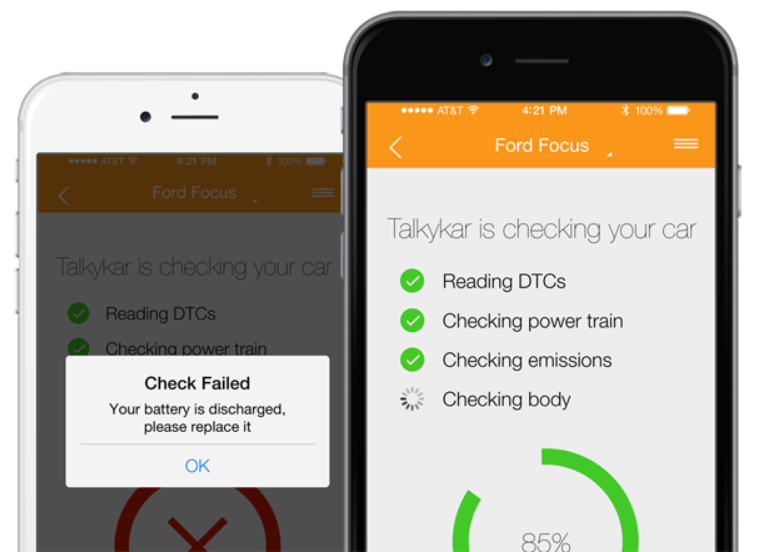 AT&T 4:21 PM 100%
Ford Focus
Talkykar is checking your car
Reading DTCs
Checking power train
Check Failed
Your battery is discharged,
please replace it
OK
AT&T 4:21 PM 100%
Ford Focus
Talkykar is checking your car
Reading DTCs
Checking power train
Checking emissions
Checking body
85%